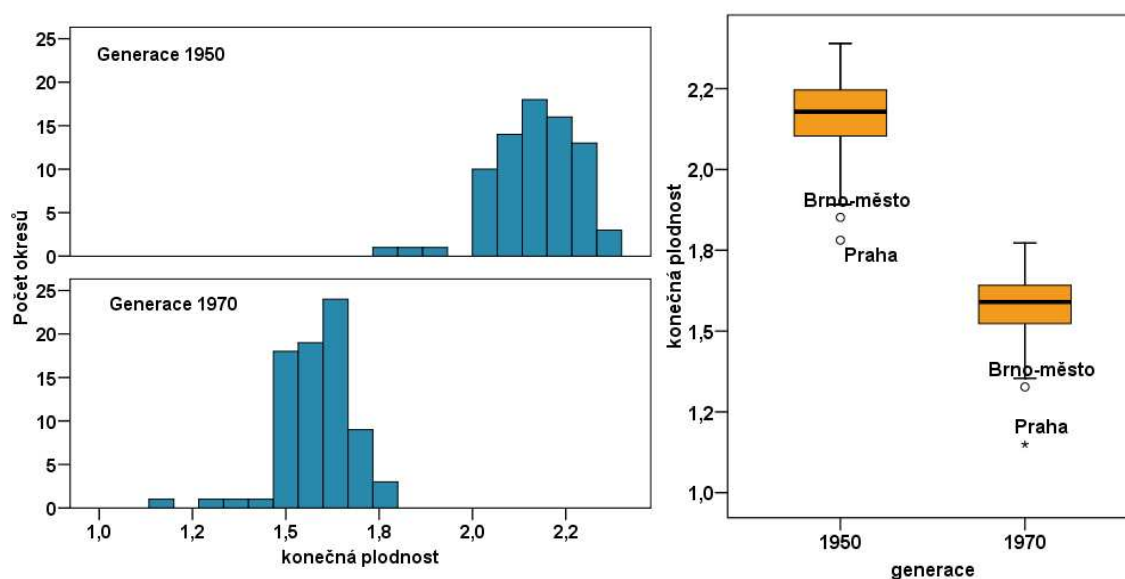 Generace 1950
25
20
15
10
5
0
Generace 1970
25
20
15
10
5
0
Počet okresů
1,0 1,2 1,5 1,8 2,0 2,2
konečná plodnost
2,2
2,0
1,8
1,5
1,2
1,0
konečná plodnost
Brno-město
Praha
Brno-město
Praha
*
1950 1970
generace